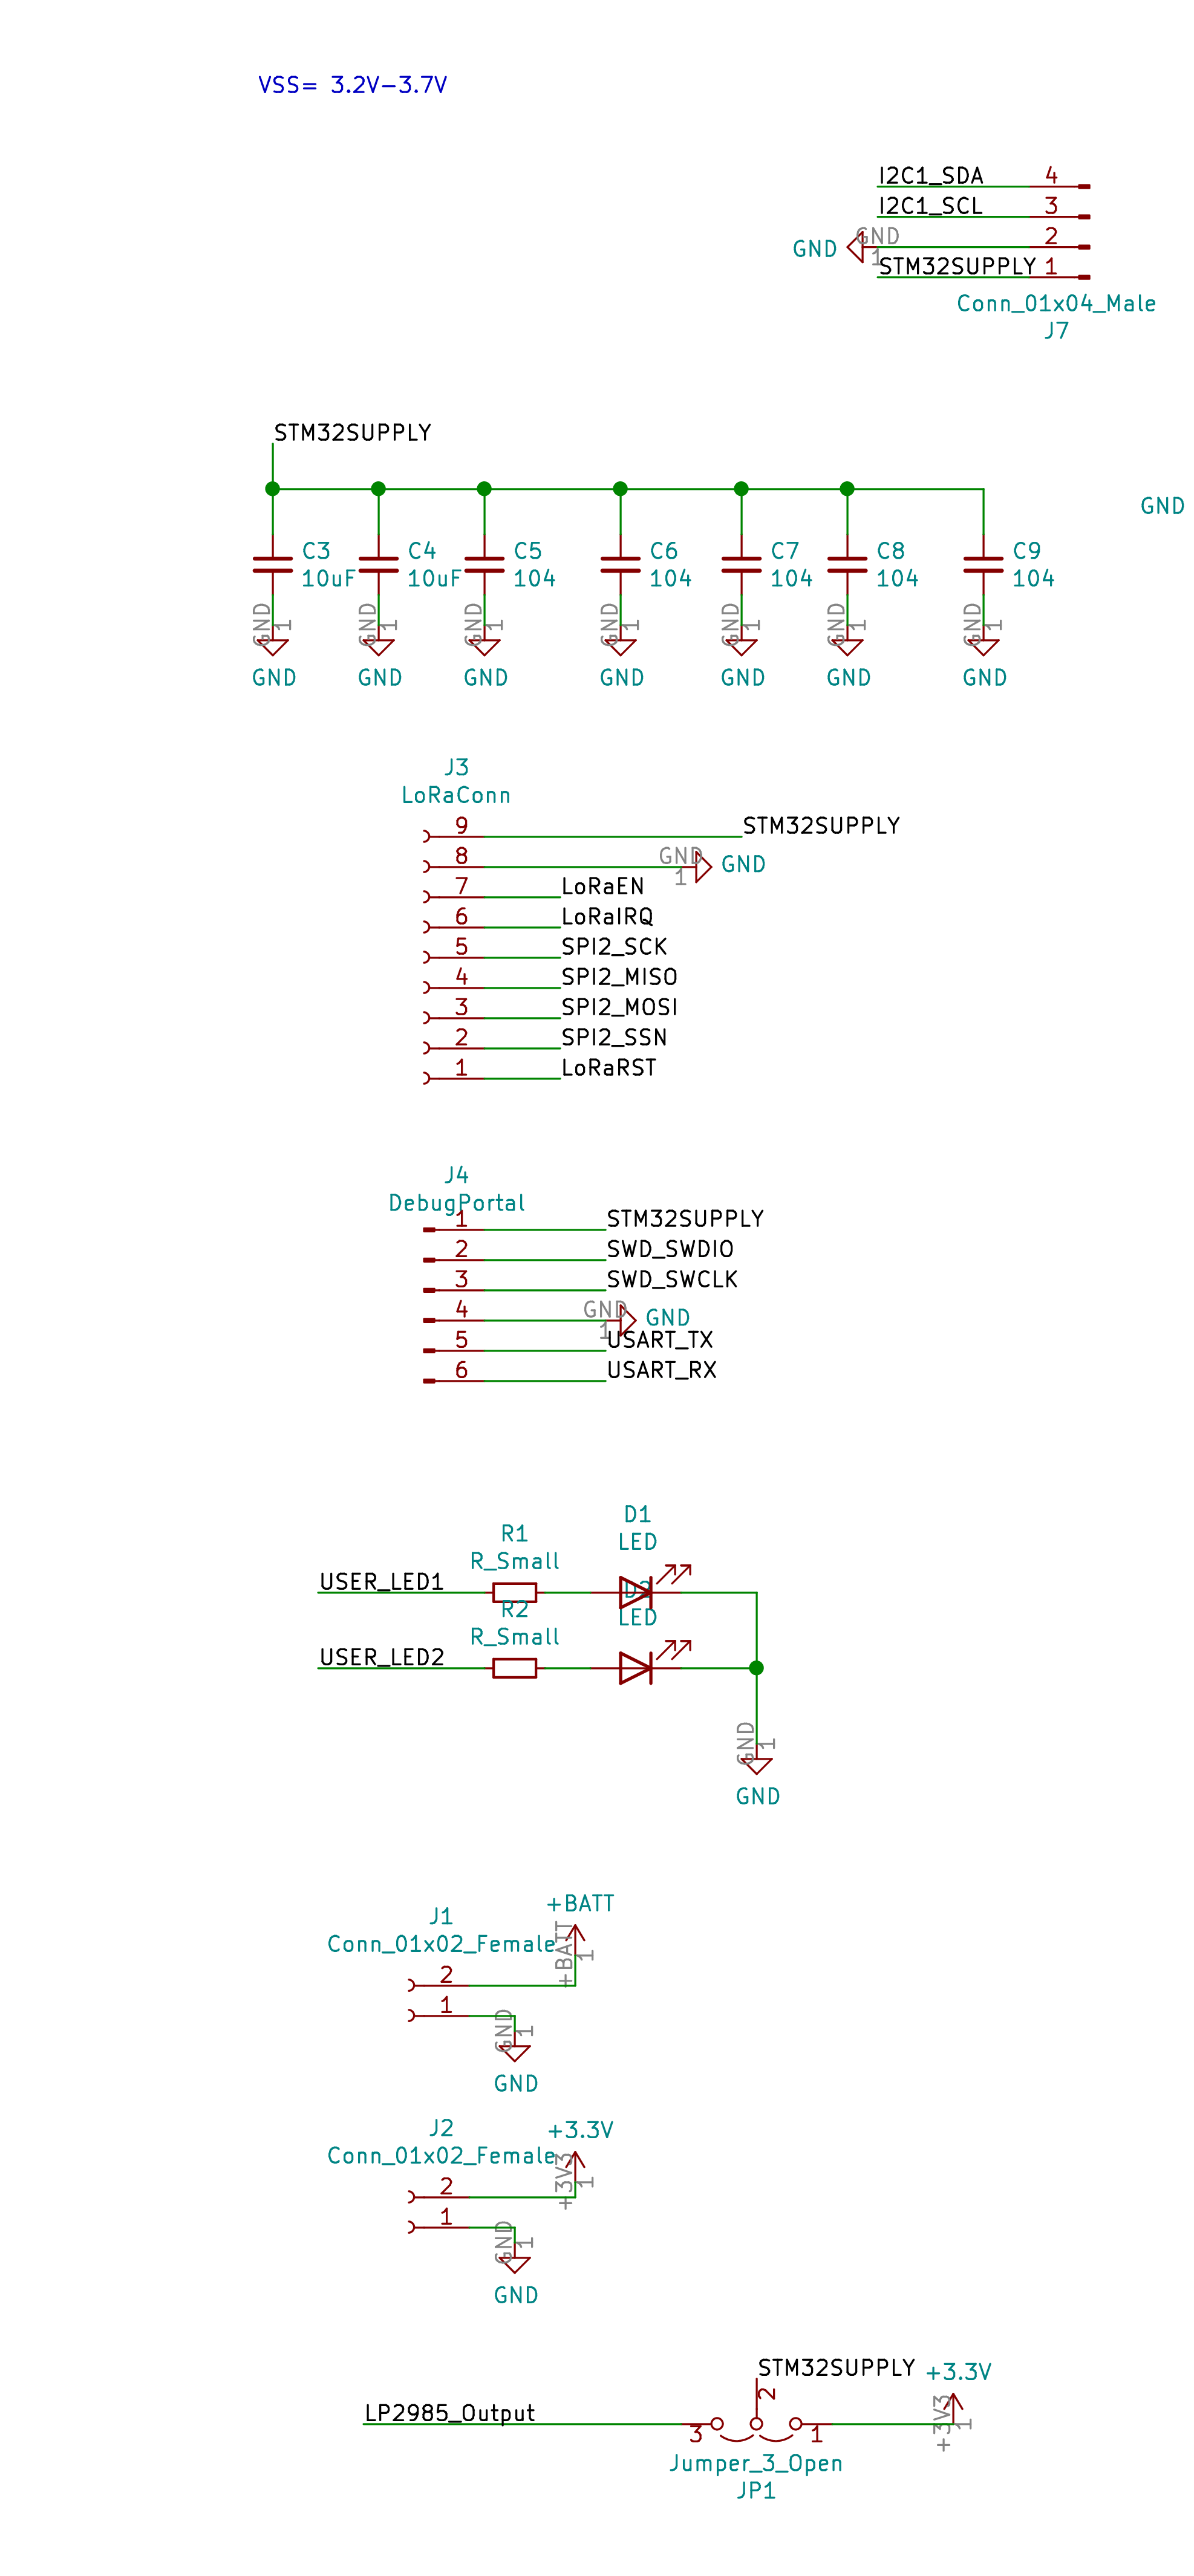 VSS= 3.2V-3.7V
I2C1_SDA 4
I2C1_SCL 3
GND GND 1 2
STM32SUPPLY 1
Conn_01x04_Male
J7
STM32SUPPLY
GND
C3 C4 C5 C6 C7 C8 C9
10uF 10uF 104 104 104 104 104
GND 1 GND 1 GND 1 GND 1 GND 1 GND 1 GND 1
GND GND GND GND GND GND GND
J3
LoRaConn
9 STM32SUPPLY
8 GND 1 GND
7 LoRaEN
6 LoRaIRQ
5 SPI2_SCK
4 SPI2_MISO
3 SPI2_MOSI
2 SPI2_SSN
1 LoRaRST
J4
DebugPortal
1 STM32SUPPLY
2 SWD_SWDIO
3 SWD_SWCLK
4 GND 1 GND
5 USART_TX
6 USART_RX
D1
LED
R1
R_Small
USER_LED1
D2
LED
R2
R_Small
USER_LED2
GND 1
GND
+BATT
J1
Conn_01x02_Female
+BATT 1
2
1
GND 1
GND
J2
+3.3V
Conn_01x02_Female
+3V3 1
2
1
GND 1
GND
STM32SUPPLY
+3.3V
2
LP2985_Output
3 1
+3V3 1
Jumper_3_Open
JP1